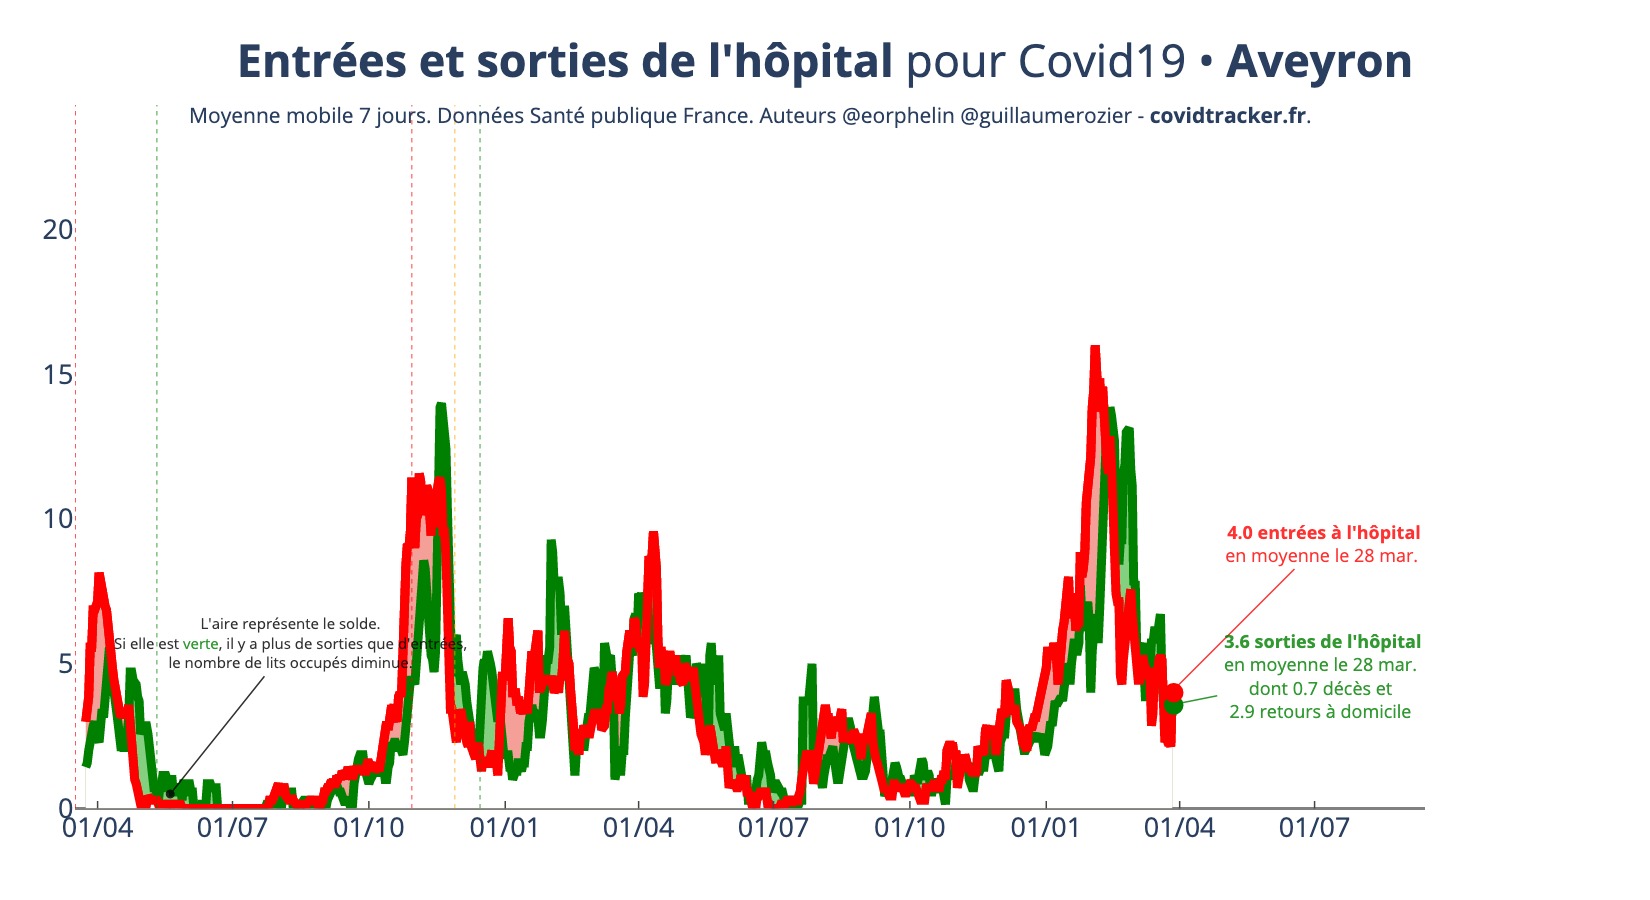 Entrées et sorties de l'hôpital pour Covid19 • Aveyron
Moyenne mobile 7 jours. Données Santé publique France. Auteurs @eorphelin @guillaumerozier - covidtracker.fr.
20
15
10
5
0
4.0 entrées à l'hôpital
en moyenne le 28 mar.
L'aire représente le solde.
Si elle est verte, il y a plus de sorties que d'entrées,
le nombre de lits occupés diminue.
3.6 sorties de l'hôpital
en moyenne le 28 mar.
dont 0.7 décès et
2.9 retours à domicile
01/04 01/07 01/10 01/01 01/04 01/07 01/10 01/01 01/04 01/07